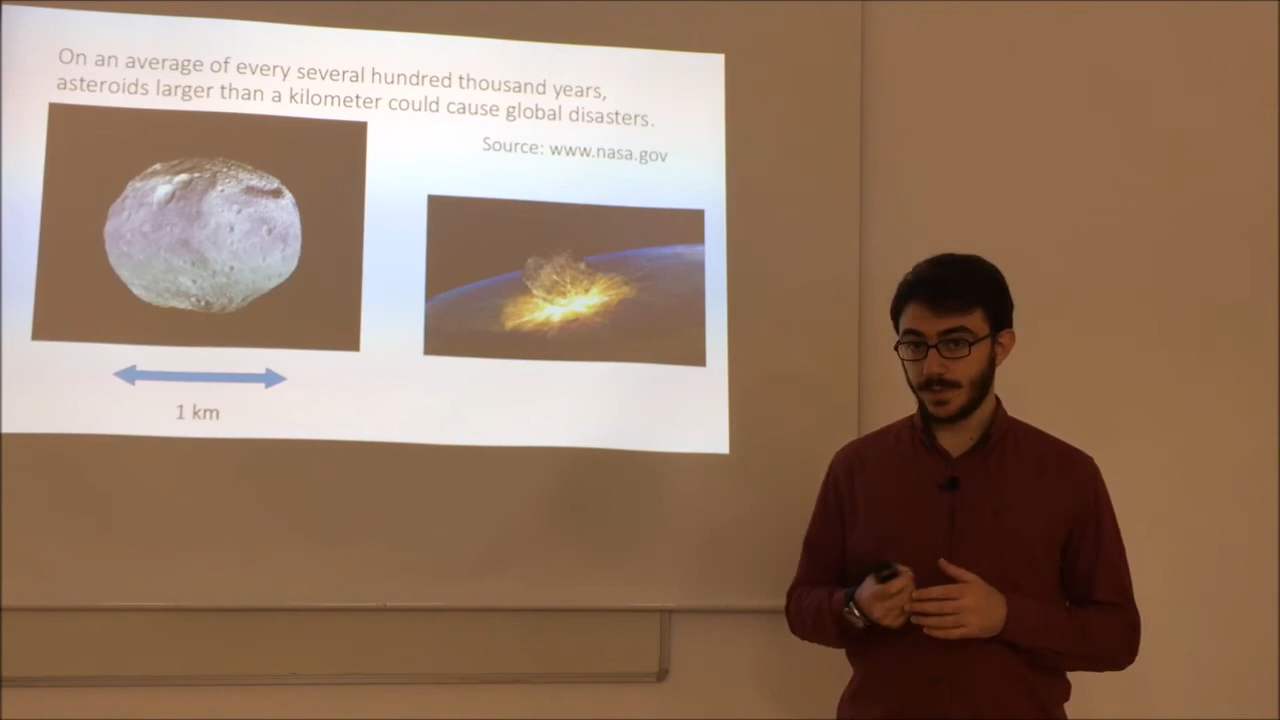 On an average of every several hundred thousand years,
asteroids larger than a kilometer could cause global disasters.
Source: www.nasa.gov
1 km